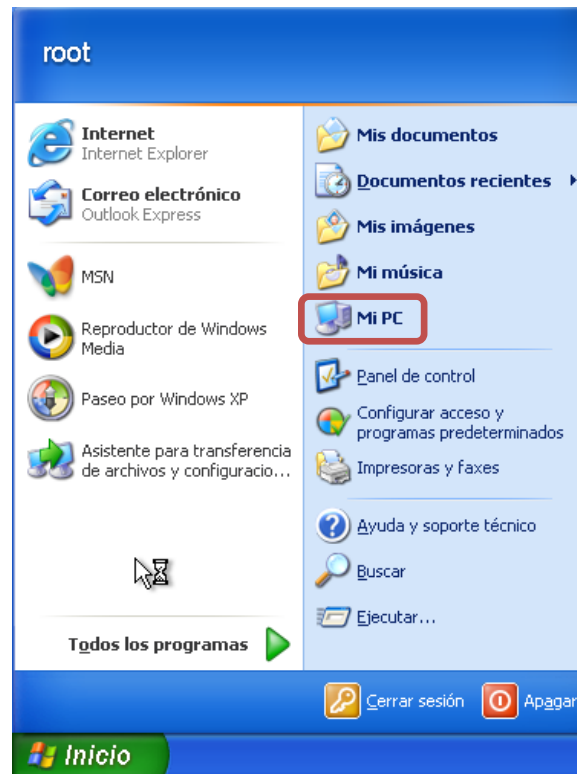 root
Internet
Internet Explorer
Correo electrónico
Outlook Express
MSN
Reproductor de Windows
Media
Paseo por Windows XP
Asistente para transferencia
de archivos y configuracio...
Todos los programas
Mis documentos
Documentos recientes
Mis imágenes
Mi música
Mi PC
Panel de control
Configurar acceso y
programas predeterminados
Impresoras y faxes
Ayuda y soporte técnico
Buscar
Ejecutar...
Cerrar sesión
Apagar
Inicio